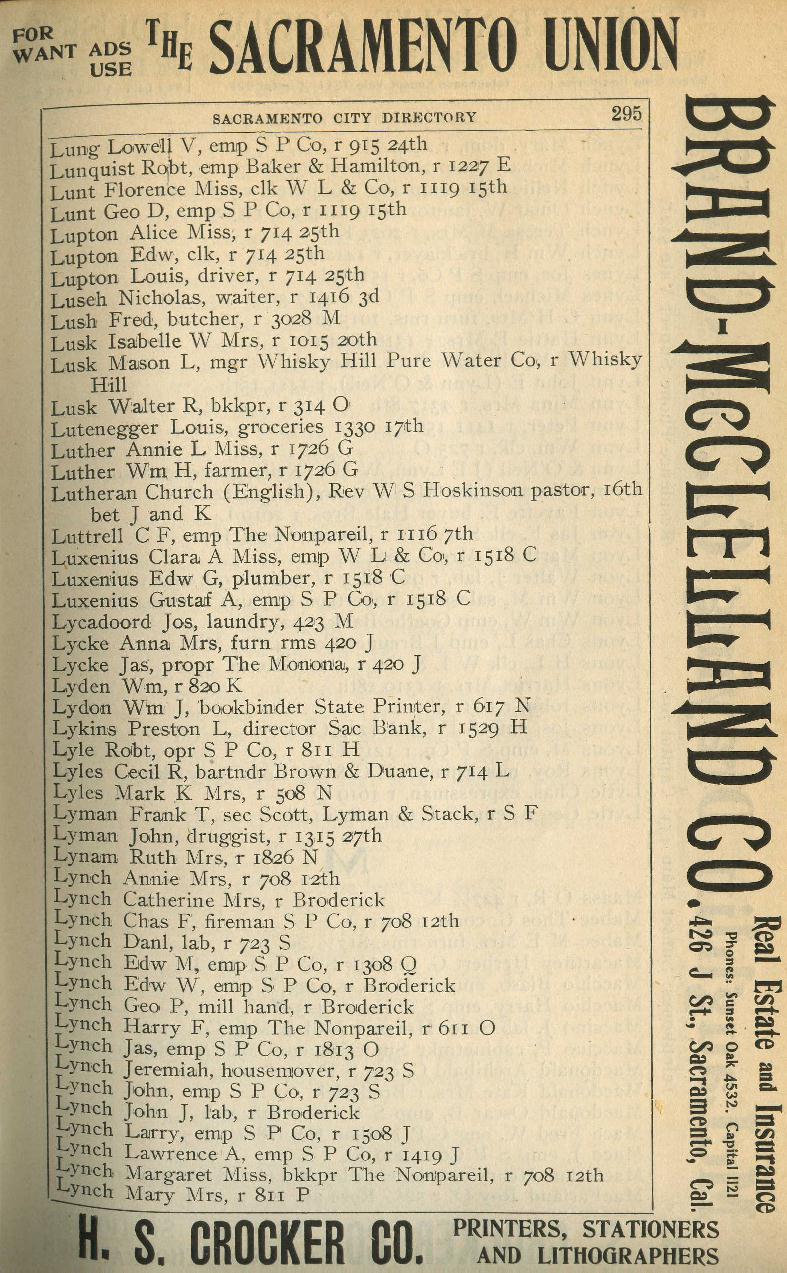 FOR
WANT ADS
USE
THE SACRAMENTO UNION
SACRAMENTO CITY DIRECTORY 295
Lung Lowell V, emp S P Co, r 915 24th
Lunquist Robt, emp Baker & Hamilton, r 1227 E
Lunt Florence Miss, clk W L & Co, r 1119 15th
Lunt Geo D, emp S P Co, r 1119 15th
Lupton Alice Miss, r 714 25th
Lupton Edw, clk, r 714 25th
Lupton Louis, driver, r 714 25th
Luseh Nicholas, waiter, r 1416 3d
Lush Fred, butcher, r 3028 M
Lusk Isabelle W Mrs, r 1015 20th
Lusk Mason L, mgr Whisky Hill Pure Water Co, r Whisky
Hill
Lusk Walter R, bkkpr, r 314 O
Lutenegger Louis, groceries 1330 17th
Luther Annie L Miss, r 1726 G
Luther Wm H, farmer, r 1726 G
Lutheran Church (English), Rev W S Hoskinson pastor, 16th
bet J and K
Luttrell C F, emp The Nonpareil, r 1116 7th
Luxenius Clara A Miss, emp W L & Co, r 1518 C
Luxenius Edw G, plumber, r 1518 C
Luxenius Gustaf A, emp S P Co, r 1518 C
Lycadoord Jos, laundry, 423 M
Lycke Anna Mrs, furn rms 420 J
Lycke Jas, propr The Monona, r 420 J
Lyden Wm, r 820 K
Lydon Wm J, bookbinder State Printer, r 617 N
Lykins Preston L, director Sac Bank, r 1529 H
Lyle Robt, opr S P Co, r 811 H
Lyles Cecil R, bartndr Brown & Duane, r 714 L
Lyles Mark K Mrs, r 508 N
Lyman Frank T, sec Scott, Lyman & Stack, r S F
Lyman John, druggist, r 1315 27th
Lynam Ruth Mrs, r 1826 N
Lynch Annie Mrs, r 708 12th
Lynch Catherine Mrs, r Broderick
Lynch Chas F, fireman S P Co, r 708 12th
Lynch Danl, lab, r 723 S
Lynch Edw M, emp S P Co, r 1308 Q
Lynch Edw W, emp S P Co, r Broderick
Lynch Geo P, mill hand, r Broderick
Lynch Harry F, emp The Nonpareil, r 611 O
Lynch Jas, emp S P Co, r 1813 O
Lynch Jeremiah, housemover, r 723 S
Lynch John, emp S P Co, r 723 S
Lynch John J, lab, r Broderick
Lynch Larry, emp S P Co, r 1508 J
Lynch Lawrence A, emp S P Co, r 1419 J
Lynch Margaret Miss, bkkpr The Nonpareil, r 708 12th
Lynch Mary Mrs, r 811 P
BRAND-McCLELLAND CO.
Real Estate and Insurance
Phones: Sunset Oak 4532. Capital 1121
426 J St., Sacramento, Cal.
H. S. CROCKER CO.
PRINTERS, STATIONERS
AND LITHOGRAPHERS